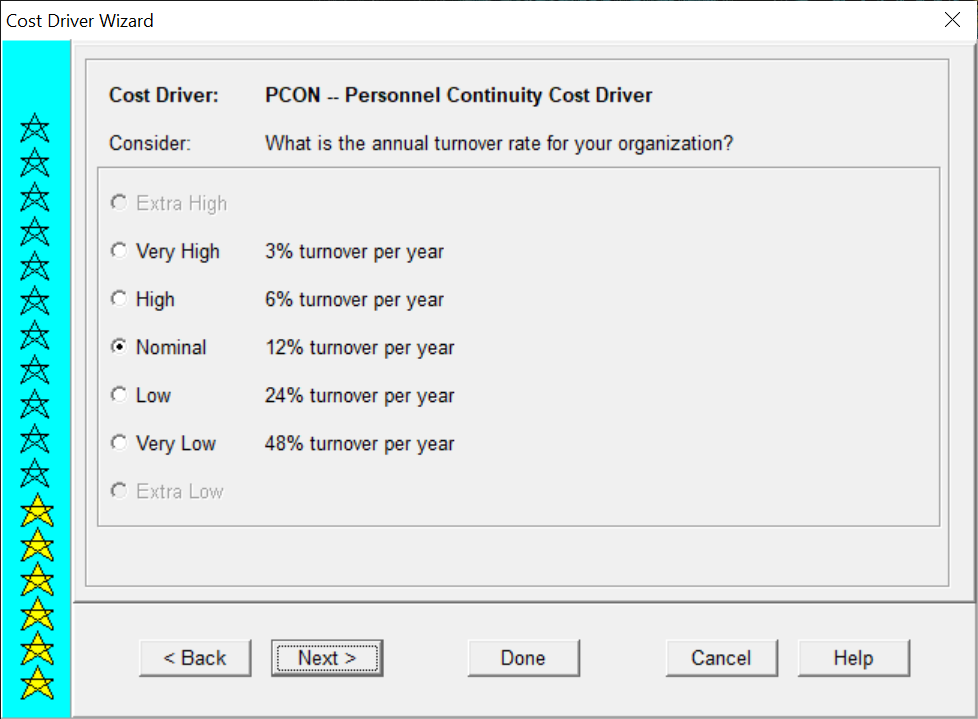 Cost Driver Wizard
Cost Driver: PCON -- Personnel Continuity Cost Driver
Consider: What is the annual turnover rate for your organization?
Extra High
Very High 3% turnover per year
High 6% turnover per year
Nominal 12% turnover per year
Low 24% turnover per year
Very Low 48% turnover per year
Extra Low
< Back Next > Done Cancel Help